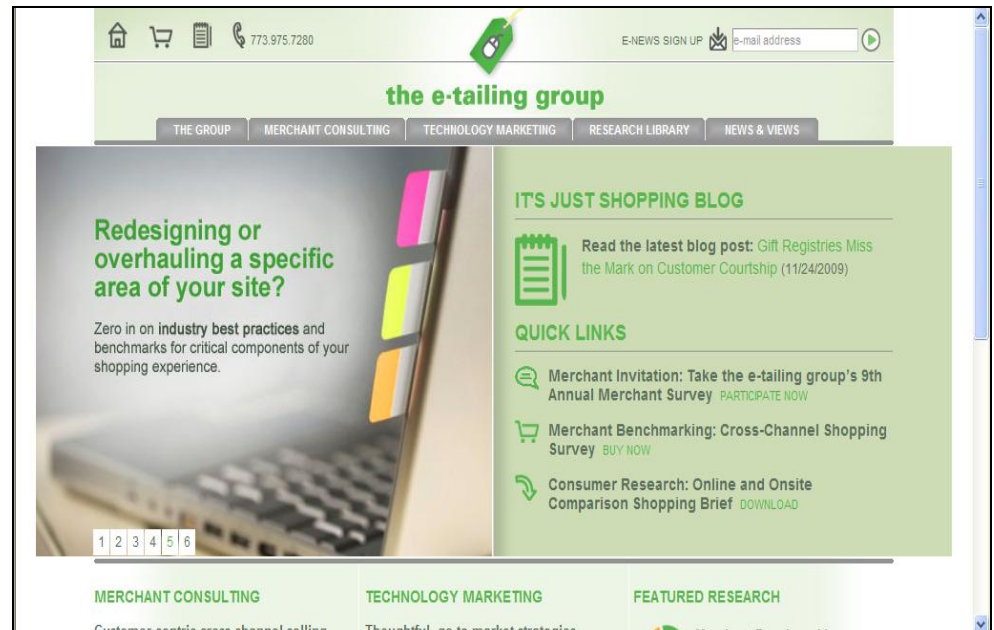 773.975.7280
E-NEWS SIGN UP
e-mail address
the e-tailing group
THE GROUP
MERCHANT CONSULTING
TECHNOLOGY MARKETING
RESEARCH LIBRARY
NEWS & VIEWS
Redesigning or
overhauling a specific
area of your site?
Zero in on industry best practices and
benchmarks for critical components of your
shopping experience.
1 2 3 4 5 6
IT'S JUST SHOPPING BLOG
Read the latest blog post: Gift Registries Miss
the Mark on Customer Courtship (11/24/2009)
QUICK LINKS
Merchant Invitation: Take the e-tailing group's 9th
Annual Merchant Survey PARTICIPATE NOW
Merchant Benchmarking: Cross-Channel Shopping
Survey BUY NOW
Consumer Research: Online and Onsite
Comparison Shopping Brief DOWNLOAD
MERCHANT CONSULTING
TECHNOLOGY MARKETING
FEATURED RESEARCH